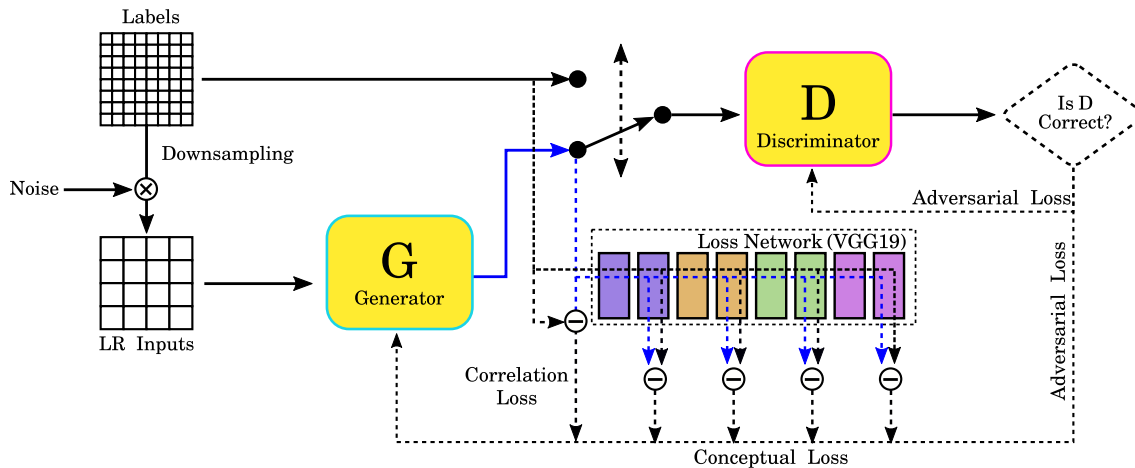 Labels
Downsampling
Noise
LR Inputs
G
Generator
D
Discriminator
Is D
Correct?
Adversarial Loss
Loss Network (VGG19)
Adversarial Loss
Correlation
Loss
Conceptual Loss